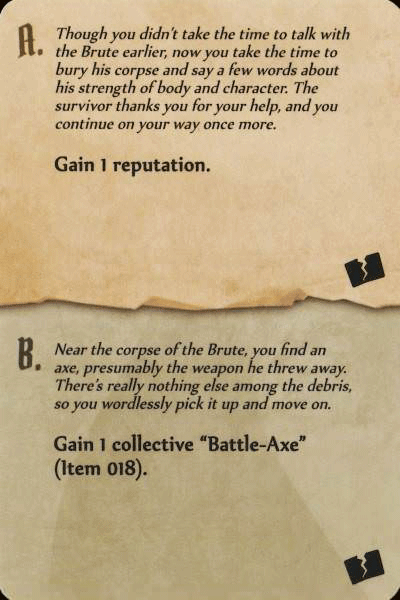 A. Though you didn't take the time to talk with
the Brute earlier, now you take the time to
bury his corpse and say a few words about
his strength of body and character. The
survivor thanks you for your help, and you
continue on your way once more.
Gain 1 reputation.
B. Near the corpse of the Brute, you find an
axe, presumably the weapon he threw away.
There's really nothing else among the debris,
so you wordlessly pick it up and move on.
Gain 1 collective “Battle-Axe”
(Item 018).